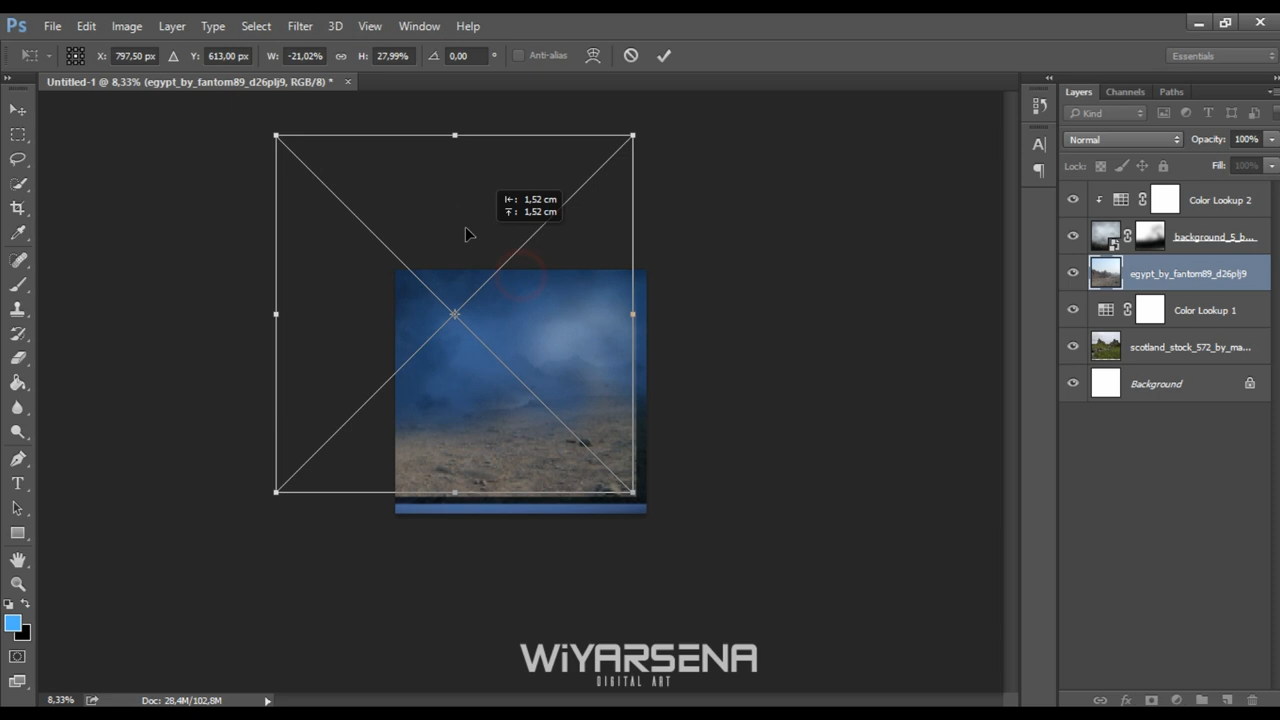 Ps File Edit Image Layer Type Select Filter 3D View Window Help
X: 797,50 px Y: 613,00 px W: -21,02% H: 27,99% 0,00 ° Anti-alias Essentials
Untitled-1 @ 8,33% (egypt_by_fantom89_d26plj9, RGB/8) * ×
Layers Channels Paths
Kind
Normal Opacity: 100%
Lock: Fill: 100%
Color Lookup 2
background_5_b...
egypt_by_fantom89_d26plj9
Color Lookup 1
scotland_stock_572_by_ma...
Background
1,52 cm
1,52 cm
WiYARSENA
DIGITAL ART
8,33% Doc: 28,4M/102,8M